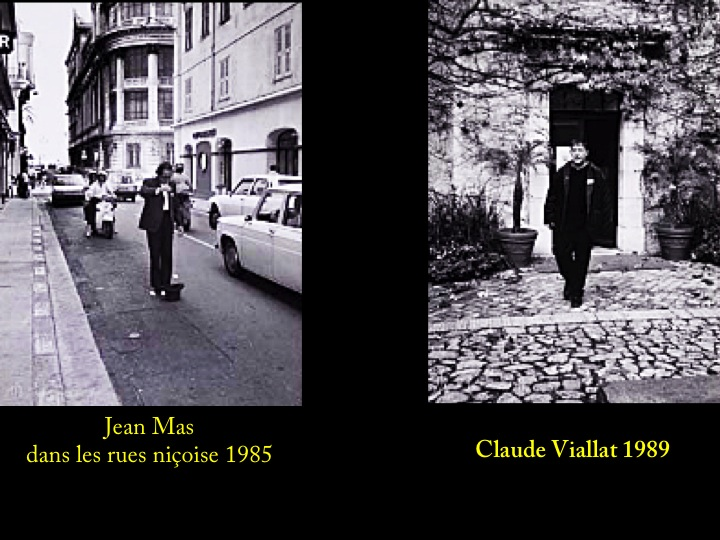 R
Jean Mas
dans les rues niçoise 1985
Claude Viallat 1989